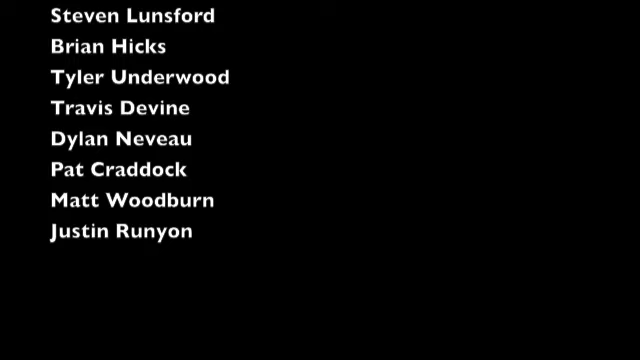 Steven Lunsford
Brian Hicks
Tyler Underwood
Travis Devine
Dylan Neveau
Pat Craddock
Matt Woodburn
Justin Runyon